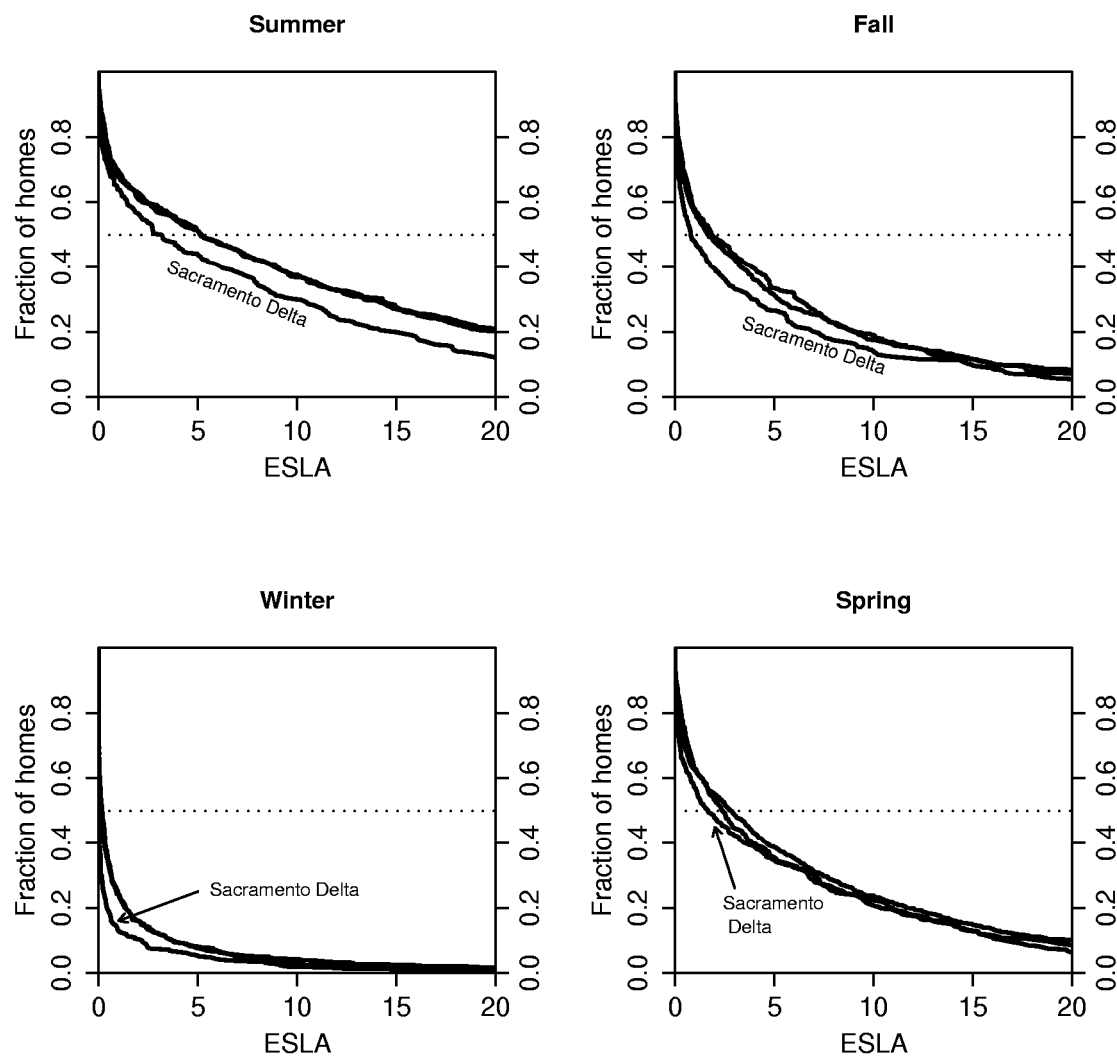 Summer
Fraction of homes
0.0 0.2 0.4 0.6 0.8
Sacramento Delta
0.0 0.2 0.4 0.6 0.8
0 5 10 15 20
ESLA
Fall
Fraction of homes
0.0 0.2 0.4 0.6 0.8
Sacramento Delta
0.0 0.2 0.4 0.6 0.8
0 5 10 15 20
ESLA
Winter
Fraction of homes
0.0 0.2 0.4 0.6 0.8
Sacramento Delta
0.0 0.2 0.4 0.6 0.8
0 5 10 15 20
ESLA
Spring
Fraction of homes
0.0 0.2 0.4 0.6 0.8
Sacramento
Delta
0.0 0.2 0.4 0.6 0.8
0 5 10 15 20
ESLA